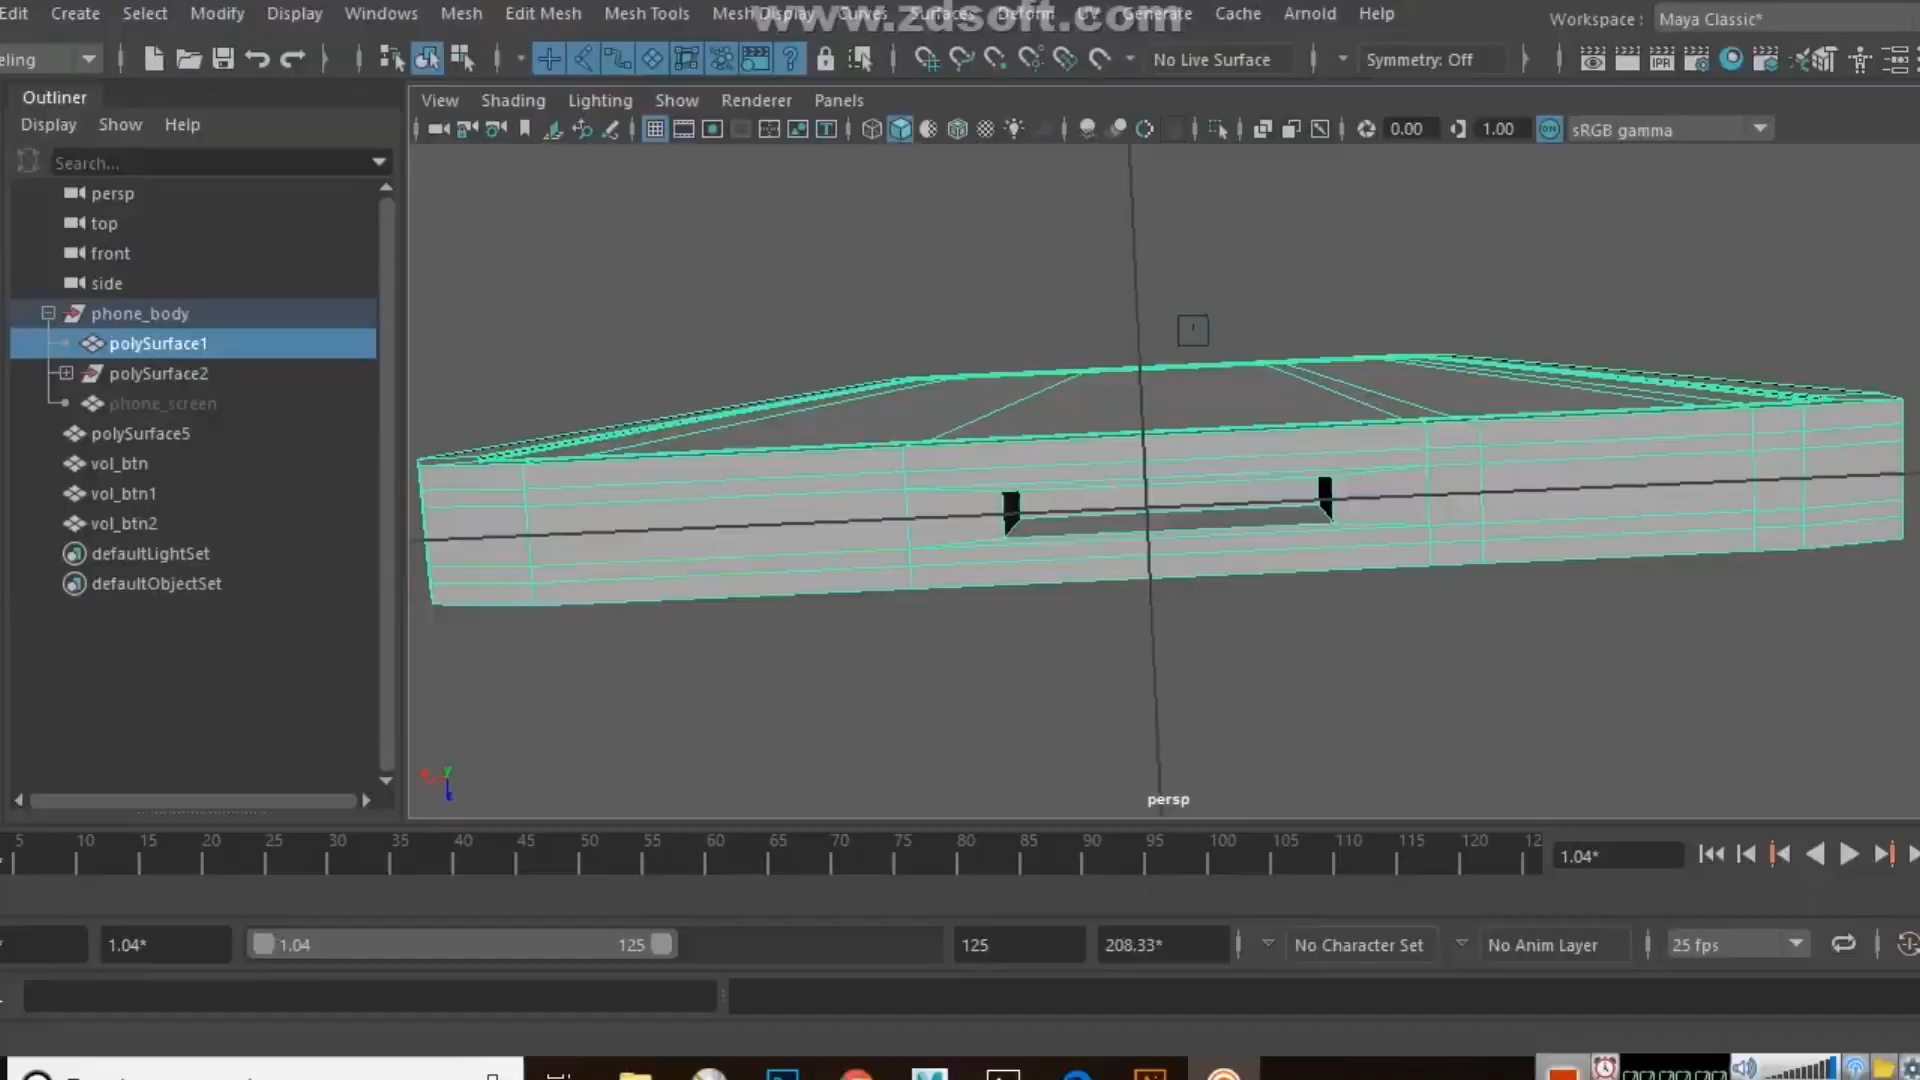 www.zdsoft.com
Edit Create Select Modify Display Windows Mesh Edit Mesh Mesh Tools Mesh Display Curves Surfaces Deform UV Generate Cache Arnold Help Workspace : Maya Classic*
eling No Live Surface Symmetry: Off
IPR
Outliner
Display Show Help
Search...
persp
top
front
side
phone_body
polySurface1
polySurface2
phone_screen
polySurface5
vol_btn
vol_btn1
vol_btn2
defaultLightSet
defaultObjectSet
View Shading Lighting Show Renderer Panels
0.00 1.00 ON sRGB gamma
y
persp
5 10 15 20 25 30 35 40 45 50 55 60 65 70 75 80 85 90 95 100 105 110 115 120 12
1.04*
1.04* 1.04 125 125 208.33* No Character Set No Anim Layer 25 fps